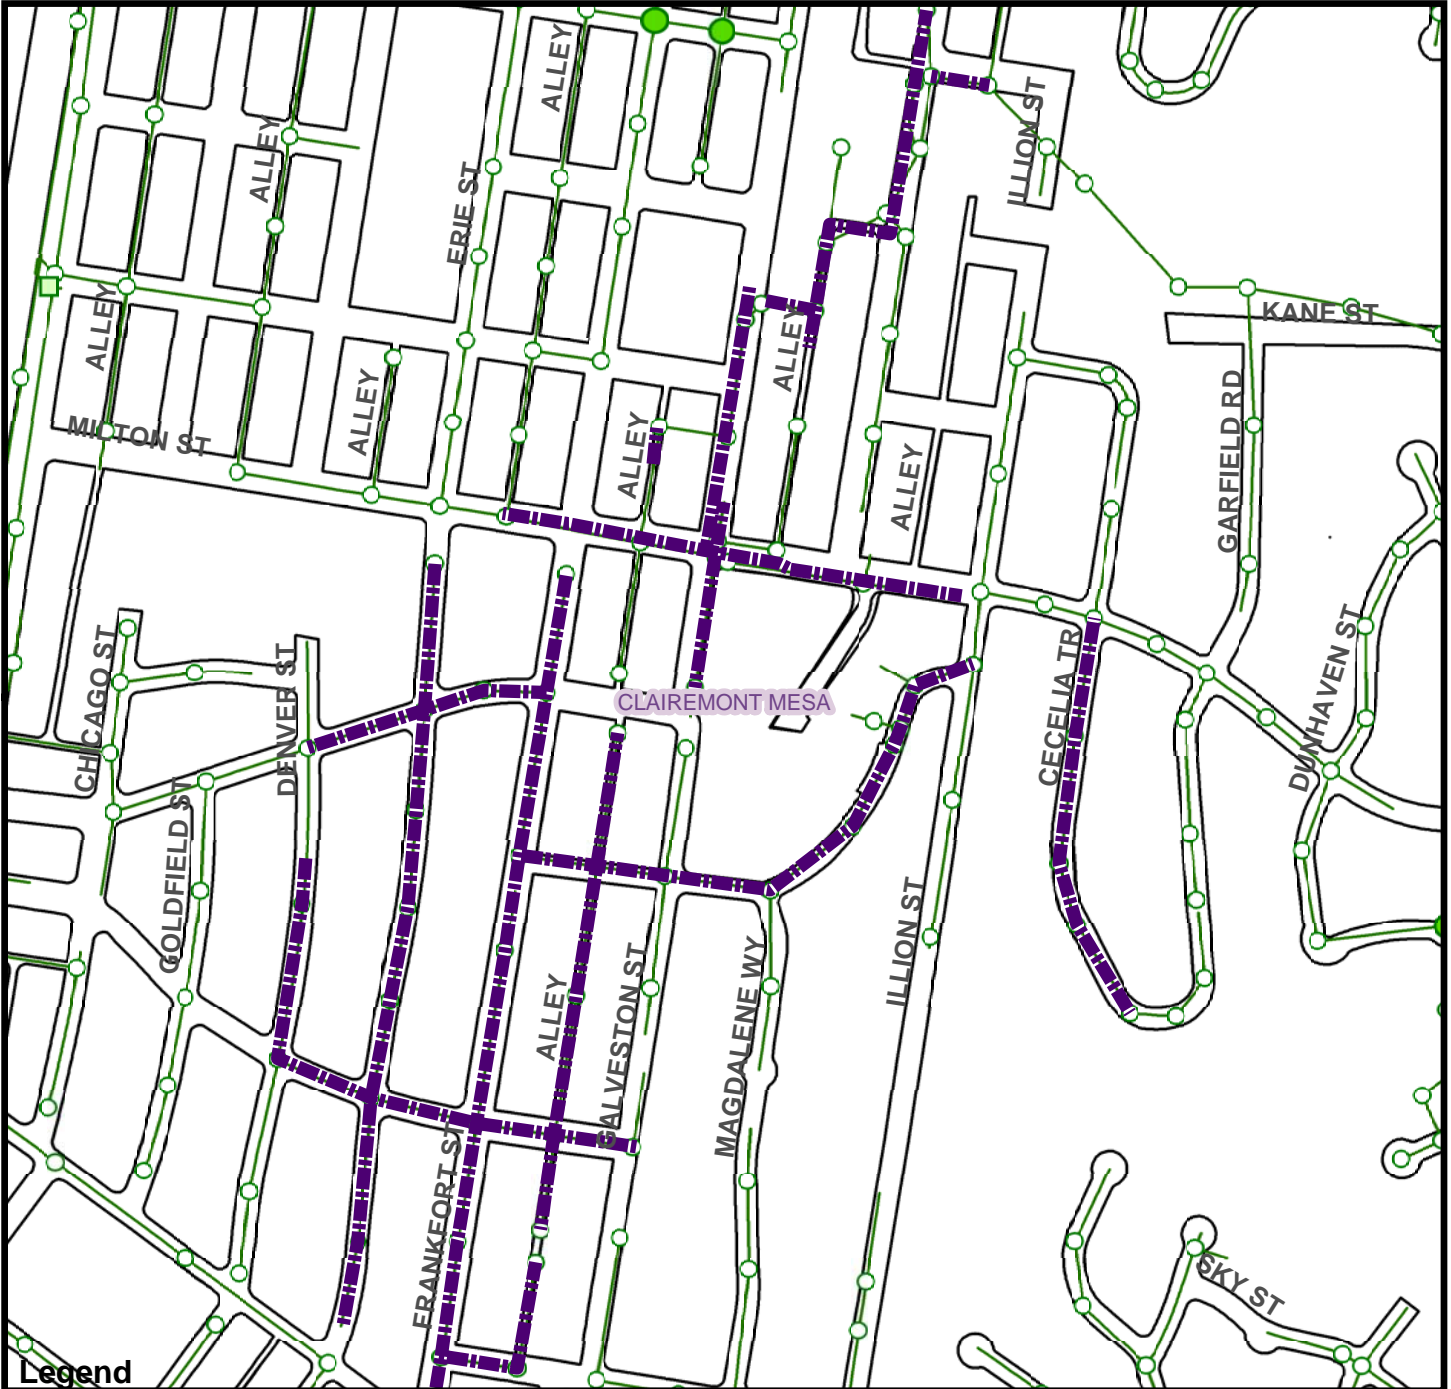 ALLEY
ILLION ST
ALLEY
ERIE ST
ALLEY
KANE ST
ALLEY
ALLEY
GARFIELD RD
ALLEY
ALLEY
MILTON ST
CHICAGO ST
DENVER ST
DUNHAVEN ST
CECELIA TR
CLAIREMONT MESA
GOLDFIELD ST
ILLION ST
MAGDALENE WY
GALVESTON ST
ALLEY
FRANKFORT ST
SKY ST
Legend